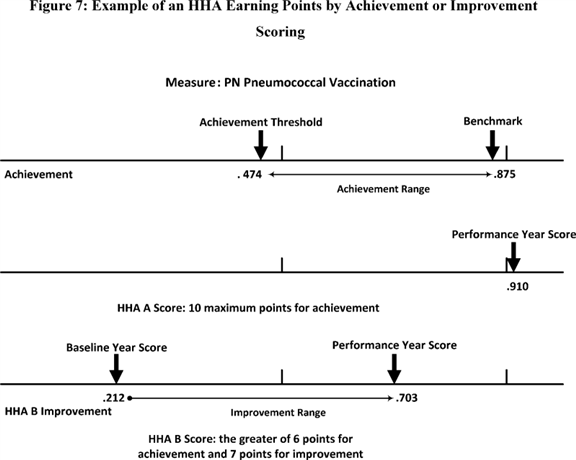 Figure 7: Example of an HHA Earning Points by Achievement or Improvement
Scoring
Measure: PN Pneumococcal Vaccination
Achievement Threshold
Benchmark
Achievement
.474
.875
Achievement Range
Performance Year Score
.910
HHA A Score: 10 maximum points for achievement
Baseline Year Score
Performance Year Score
.212
.703
HHA B Improvement
Improvement Range
HHA B Score: the greater of 6 points for
achievement and 7 points for improvement